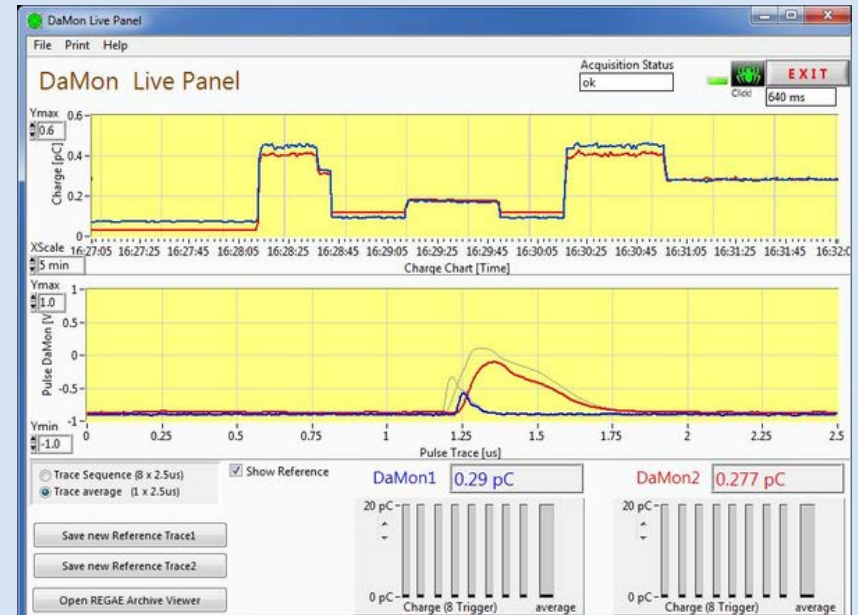 DaMon Live Panel
File Print Help
DaMon Live Panel
Acquisition Status
ok
Click!
EXIT
640 ms
Ymax
0.6
0.6
0.4
0.2
0
Charge [pC]
XScale
5 min
16:27:05 16:27:25 16:27:45 16:28:05 16:28:25 16:28:45 16:29:05 16:29:25 16:29:45 16:30:05 16:30:25 16:30:45 16:31:05 16:31:25 16:31:45 16:32:0
Charge Chart [Time]
Ymax
1.0
1
0.5
0
-0.5
-1
Pulse DaMon [V
Ymin
-1.0
0 0.25 0.5 0.75 1 1.25 1.5 1.75 2 2.25 2.5
Pulse Trace [us]
Trace Sequence (8 x 2.5us)
Trace average (1 x 2.5us)
Show Reference
Save new Reference Trace1
Save new Reference Trace2
Open REGAE Archive Viewer
DaMon1 0.29 pC
20 pC
0 pC
Charge (8 Trigger) average
DaMon2 0.277 pC
20 pC
0 pC
Charge (8 Trigger) average